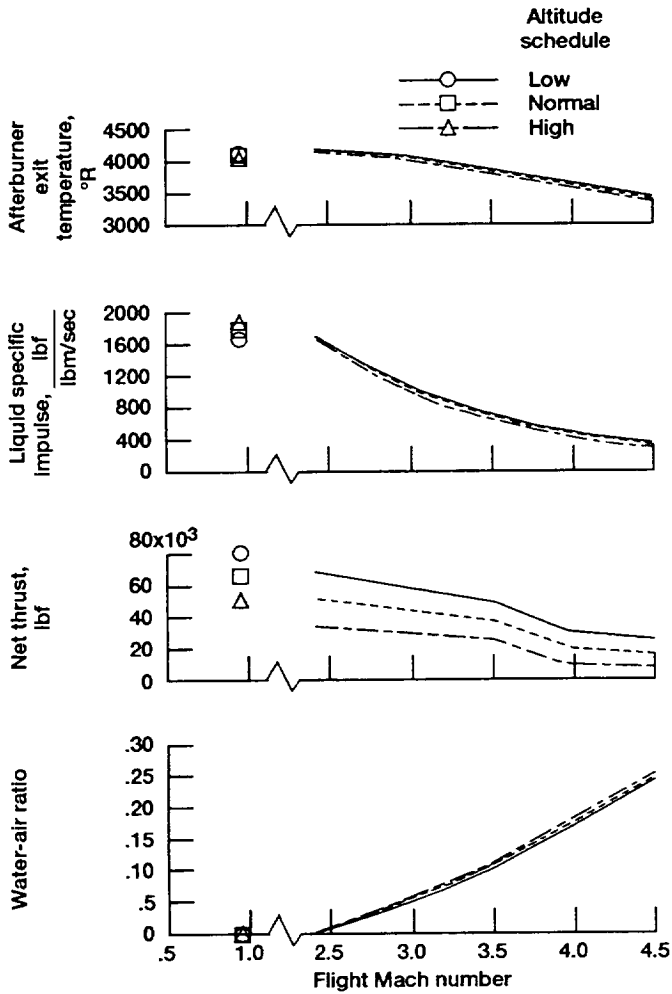 Altitude
schedule
Low
Normal
High
Afterburner
exit
temperature,
°R
4500
4000
3500
3000
Liquid specific
impulse, lbf
lbm/sec
2000
1600
1200
800
400
0
Net thrust,
lbf
80x10³
60
40
20
0
Water-air ratio
.30
.25
.20
.15
.10
.5
0
.5 1.0 2.5 3.0 3.5 4.0 4.5
Flight Mach number